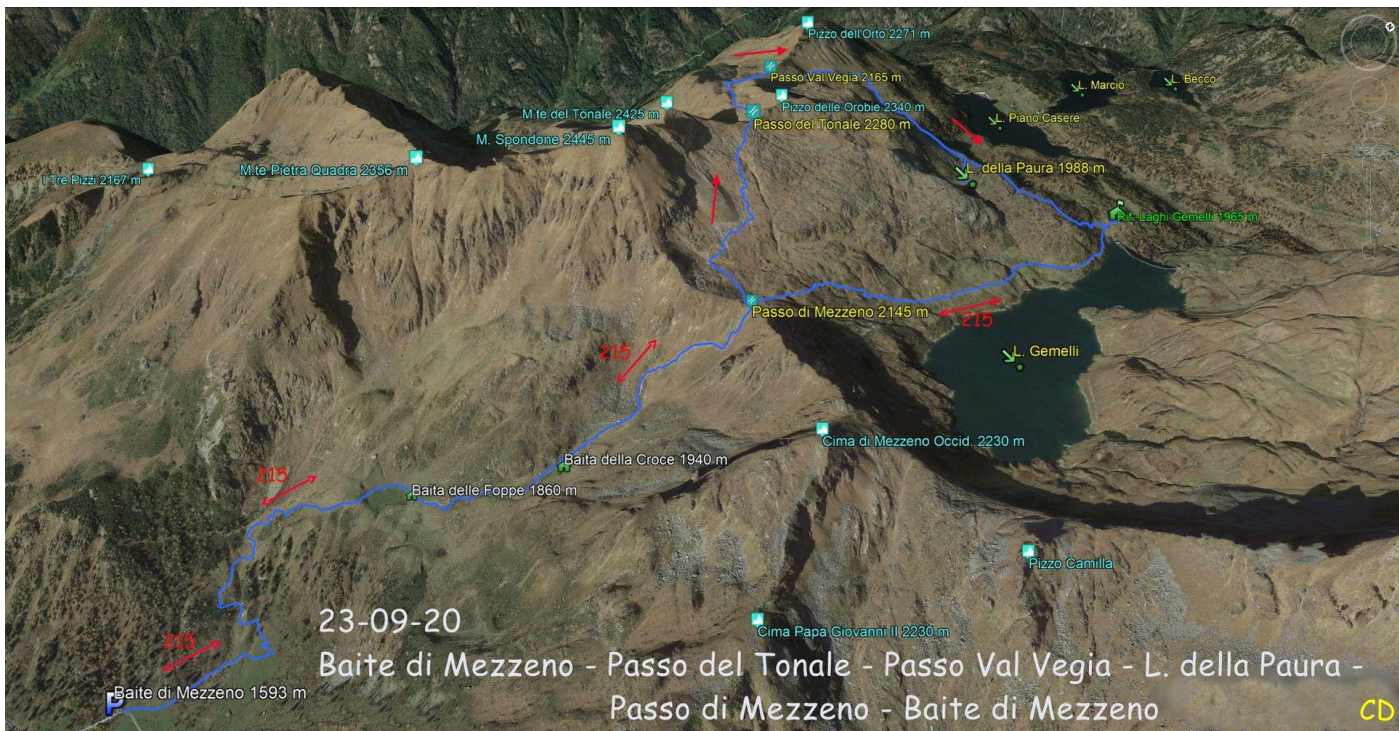 Pizzo dell'Orto 2271 m
Passo Val Vegia 2165 m
L. Marcio
L. Becco
M.te del Tonale 2425 m
Pizzo delle Orobie 2340 m
Passo del Tonale 2280 m
L. Piano Casere
M. Spondone 2445 m
I Tre Pizzi 2167 m
M.te Pietra Quadra 2356 m
L. della Paura 1988 m
Rif. Laghi Gemelli 1965 m
Passo di Mezzeno 2145 m
215
215
L. Gemelli
Cima di Mezzeno Occid. 2230 m
Baita della Croce 1940 m
215
Baita delle Foppe 1860 m
Pizzo Camilla
23-09-20
Cima Papa Giovanni II 2230 m
215
Baite di Mezzeno - Passo del Tonale - Passo Val Vegia - L. della Paura -
Passo di Mezzeno - Baite di Mezzeno
P
Baite di Mezzeno 1593 m
CD